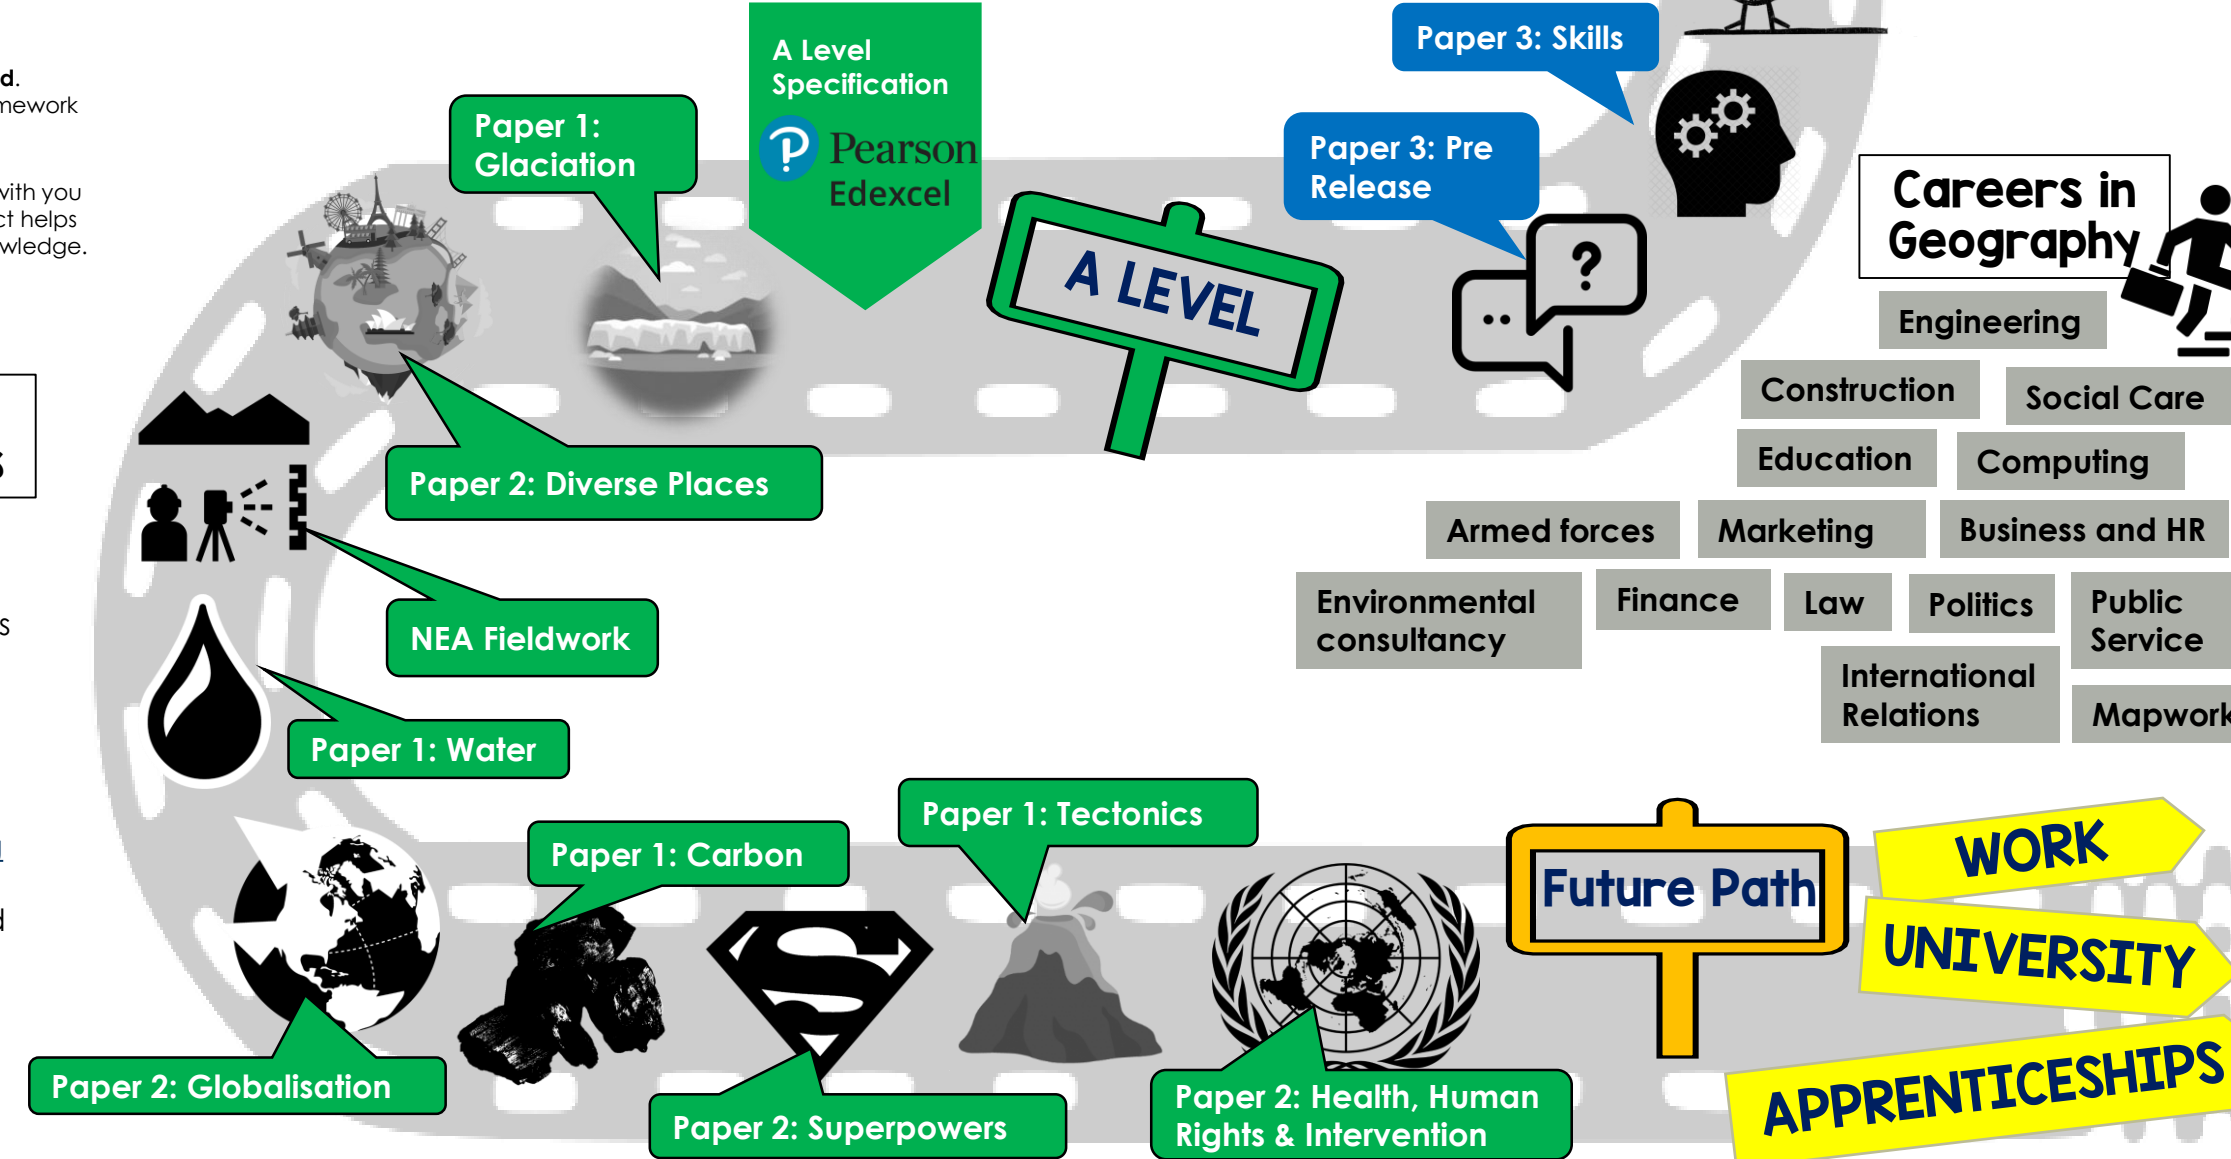 d.
mework
with you
ct helps
wledge.
S
s
d
A Level
Specification
Pearson
Edexcel
Paper 3: Skills
Paper 1:
Glaciation
Paper 3: Pre
Release
A LEVEL
Careers in
Geography
Engineering
Construction
Social Care
Education
Computing
Armed forces
Marketing
Business and HR
Environmental
consultancy
Finance
Law
Politics
Public
Service
International
Relations
Mapwork
Paper 2: Diverse Places
NEA Fieldwork
Paper 1: Water
Paper 1: Carbon
Paper 1: Tectonics
Future Path
WORK
UNIVERSITY
APPRENTICESHIPS
Paper 2: Globalisation
Paper 2: Superpowers
Paper 2: Health, Human
Rights & Intervention